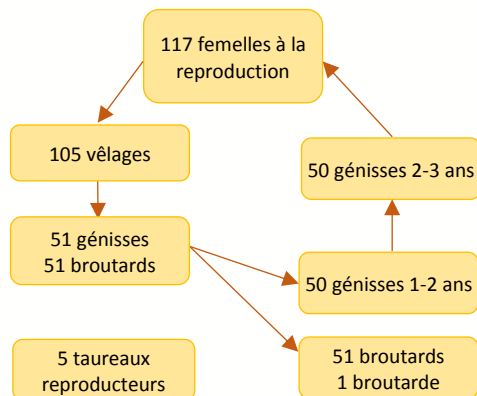 117 femelles à la
reproduction
105 vêlages
50 génisses 2-3 ans
51 génisses
51 broutards
50 génisses 1-2 ans
5 taureaux
reproducteurs
51 broutards
1 broutarde